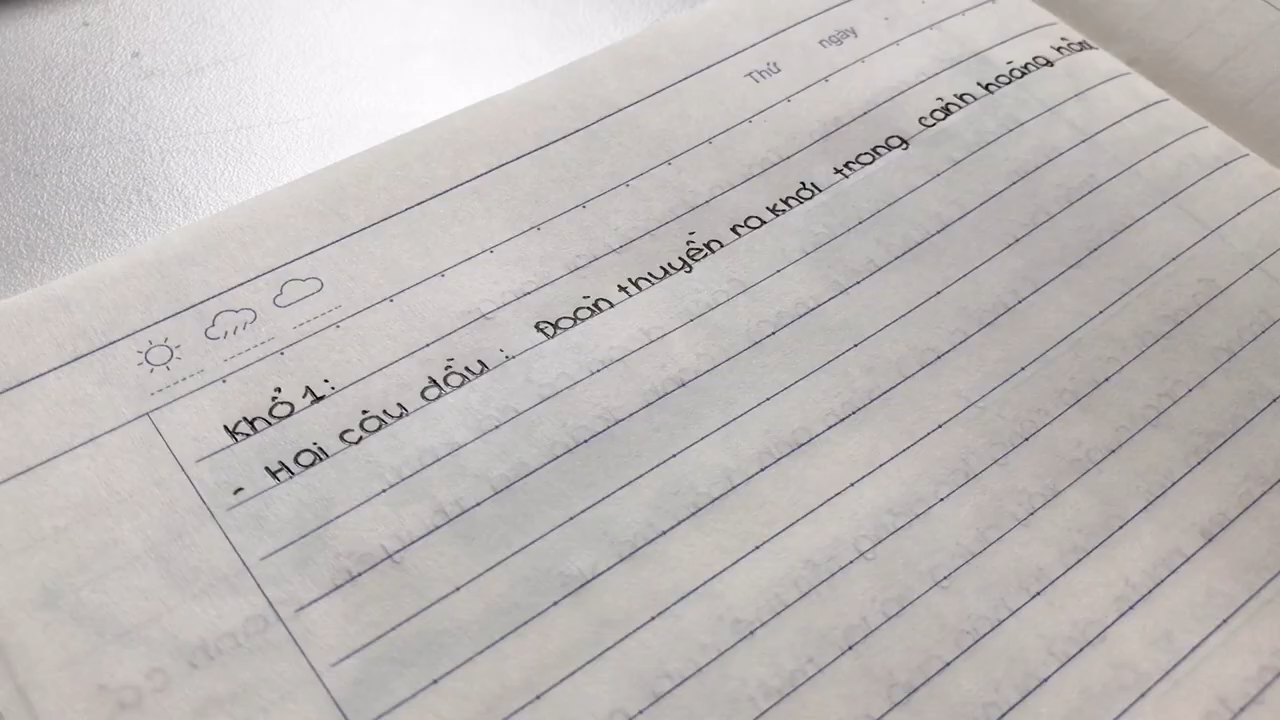 Thứ ngày
Khổ 1:
- Hai câu đầu : Đoàn thuyền ra khơi trong cảnh hoàng hôn